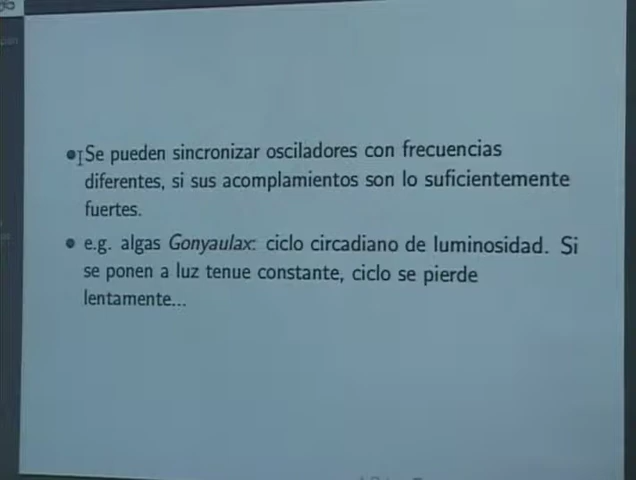 Se pueden sincronizar osciladores con frecuencias
diferentes, si sus acomplamientos son lo suficientemente
fuertes.
e.g. algas Gonyaulax: ciclo circadiano de luminosidad. Si
se ponen a luz tenue constante, ciclo se pierde
lentamente...